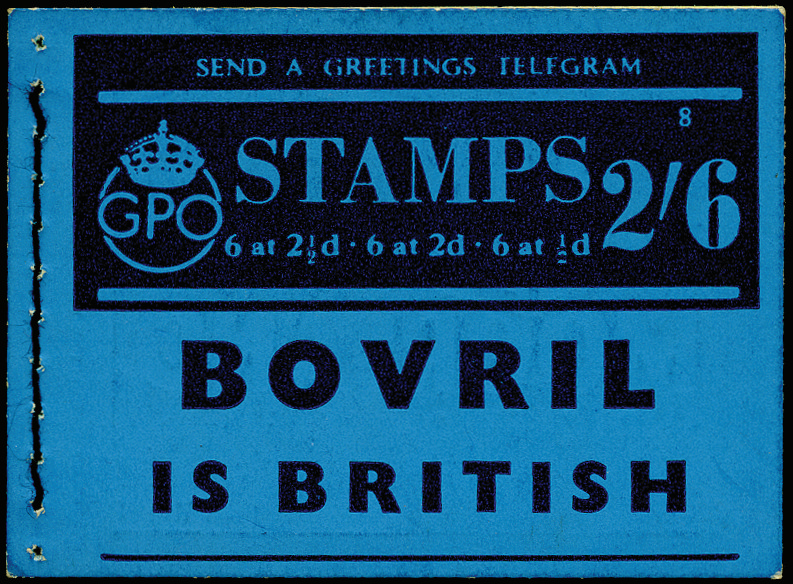 SEND A GREETINGS TELEGRAM
8
STAMPS 2/6
GPO
6 at 2½d · 6 at 2d · 6 at ½d
BOVRIL
IS BRITISH